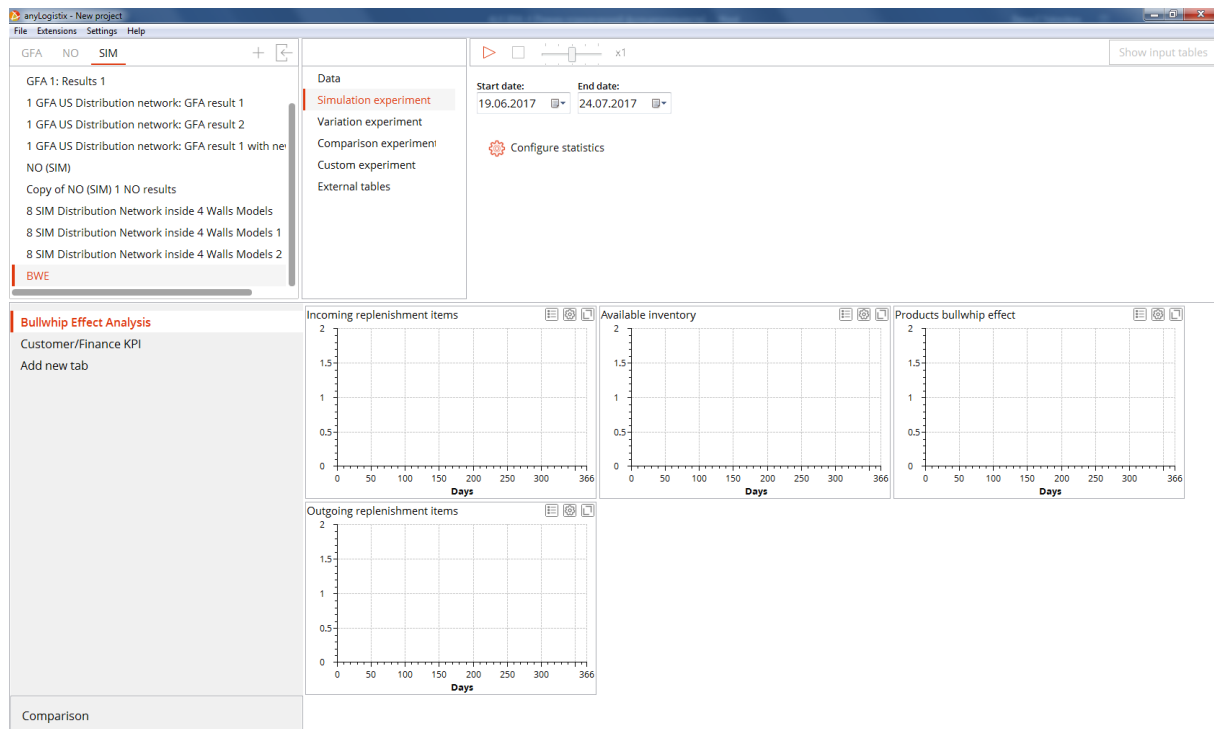 anyLogistix - New project
File Extensions Settings Help
GFA NO SIM
x1
Show input tables
GFA 1: Results 1
1 GFA US Distribution network: GFA result 1
1 GFA US Distribution network: GFA result 2
1 GFA US Distribution network: GFA result 1 with ne
NO (SIM)
Copy of NO (SIM) 1 NO results
8 SIM Distribution Network inside 4 Walls Models
8 SIM Distribution Network inside 4 Walls Models 1
8 SIM Distribution Network inside 4 Walls Models 2
BWE
Data
Simulation experiment
Variation experiment
Comparison experiment
Custom experiment
External tables
Start date: End date:
19.06.2017 24.07.2017
Configure statistics
Bullwhip Effect Analysis
Customer/Finance KPI
Add new tab
Comparison
Incoming replenishment items
2
1.5
1
0.5
0
0 50 100 150 200 250 300 366
Days
Available inventory
2
1.5
1
0.5
0
0 50 100 150 200 250 300 366
Days
Products bullwhip effect
2
1.5
1
0.5
0
0 50 100 150 200 250 300 366
Days
Outgoing replenishment items
2
1.5
1
0.5
0
0 50 100 150 200 250 300 366
Days